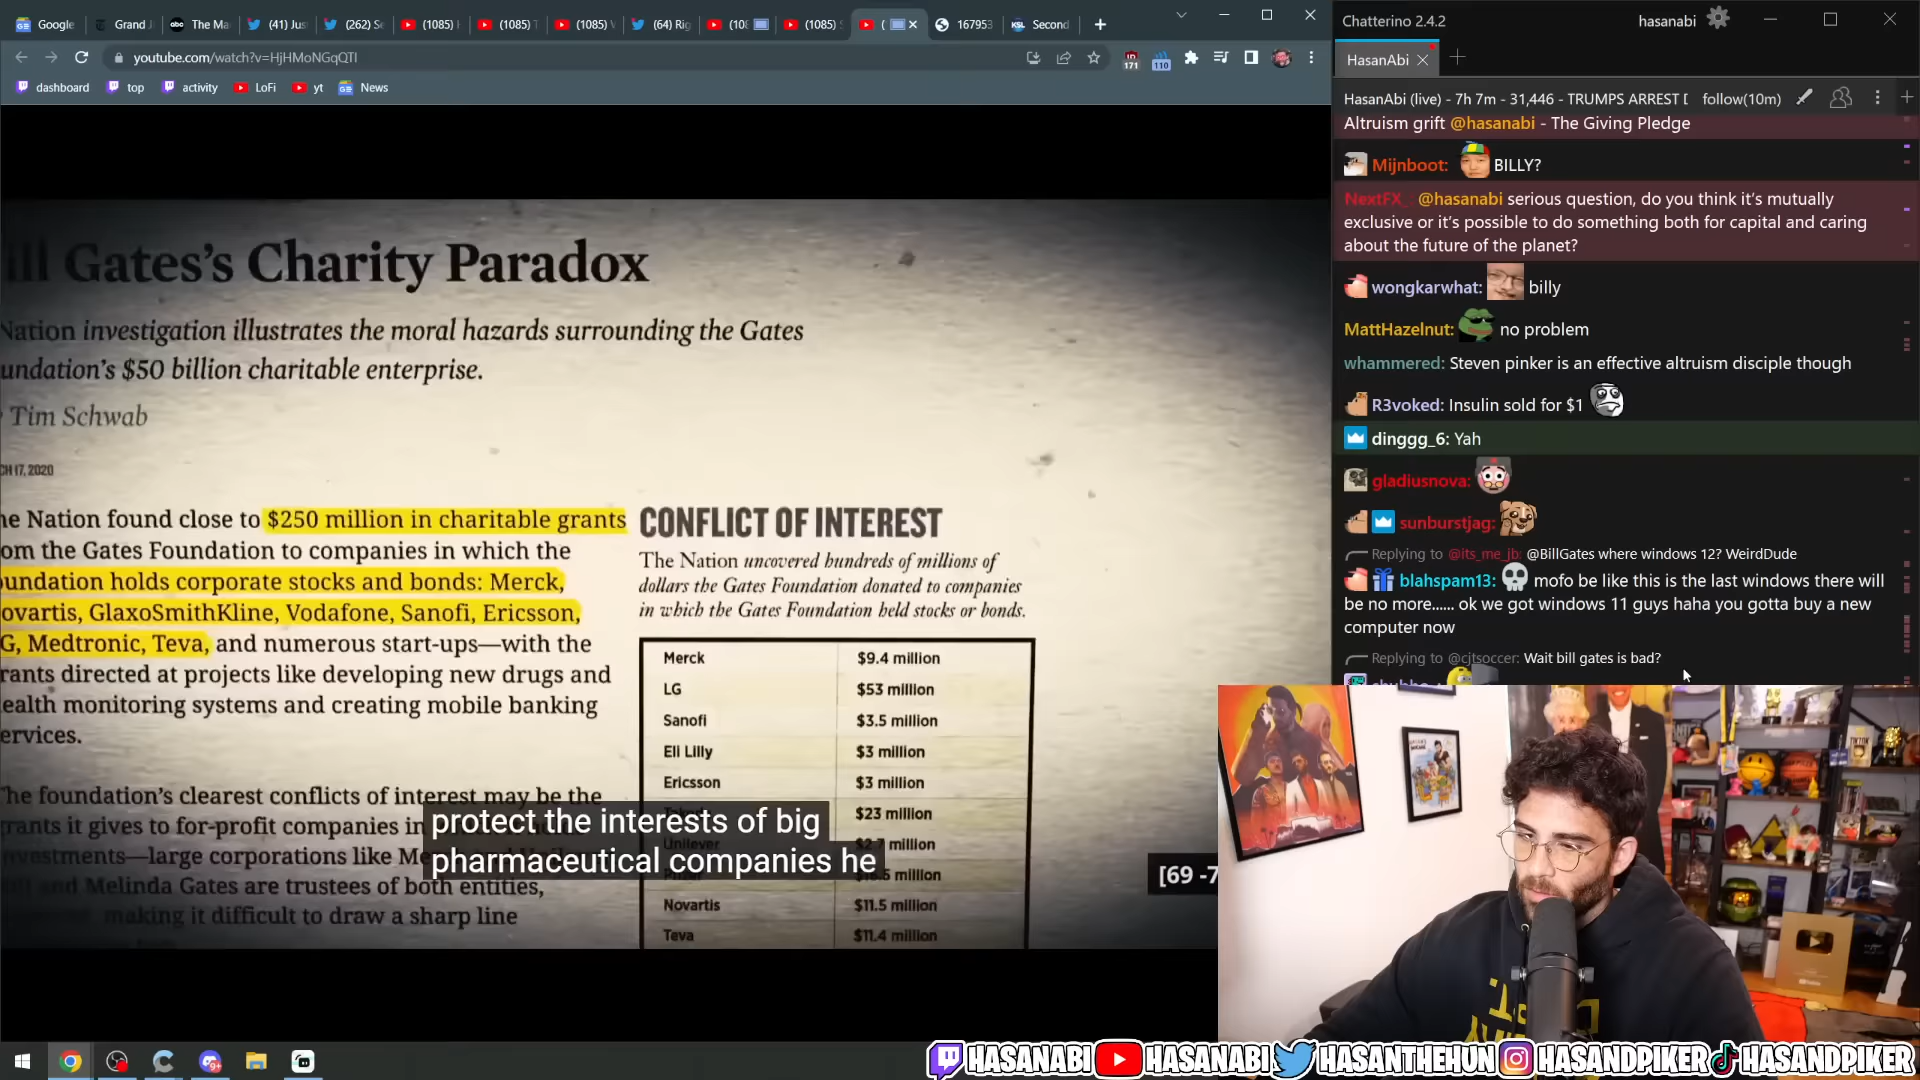 Google
Grand J
The Ma
(41) Jus
(262) Se
(1085)
(1085) T
(1085)
(64) Rig
(10
(1085)
(
167953
Second
youtube.com/watch?v=HjHMoNGqQTI
171
110
dashboard
top
activity
LoFi
yt
News
ill Gates's Charity Paradox
Nation investigation illustrates the moral hazards surrounding the Gates
undation's $50 billion charitable enterprise.
Tim Schwab
CH 17, 2020
he Nation found close to $250 million in charitable grants
om the Gates Foundation to companies in which the
oundation holds corporate stocks and bonds: Merck,
ovartis, GlaxoSmithKline, Vodafone, Sanofi, Ericsson,
G, Medtronic, Teva, and numerous start-ups—with the
rants directed at projects like developing new drugs and
ealth monitoring systems and creating mobile banking
ervices.
he foundation's clearest conflicts of interest may be the
rants it gives to for-profit companies in
vestments—large corporations like Me
ll and Melinda Gates are trustees of both entities,
making it difficult to draw a sharp line
CONFLICT OF INTEREST
The Nation uncovered hundreds of millions of
dollars the Gates Foundation donated to companies
in which the Gates Foundation held stocks or bonds.
Merck $9.4 million
LG $53 million
Sanofi $3.5 million
Eli Lilly $3 million
Ericsson $3 million
$23 million
Unilever million
million
Novartis $11.5 million
Teva $11.4 million
protect the interests of big
pharmaceutical companies he
[69 -7
Chatterino 2.4.2
hasanabi
HasanAbi
HasanAbi (live) - 7h 7m - 31,446 - TRUMPS ARREST D follow(10m)
Altruism grift @hasanabi - The Giving Pledge
Mijnboot: BILLY?
NextFX_: @hasanabi serious question, do you think it's mutually
exclusive or it's possible to do something both for capital and caring
about the future of the planet?
wongkarwhat: billy
MattHazelnut: no problem
whammered: Steven pinker is an effective altruism disciple though
R3voked: Insulin sold for $1
dinggg_6: Yah
gladiusnova:
sunburstjag:
Replying to @its_me_jb: @BillGates where windows 12? WeirdDude
blahspam13: mofo be like this is the last windows there will
be no more...... ok we got windows 11 guys haha you gotta buy a new
computer now
Replying to @cjtsoccer: Wait bill gates is bad?
HASANABI HASANABI HASANTHEHUN HASANDPIKER HASANDPIKER